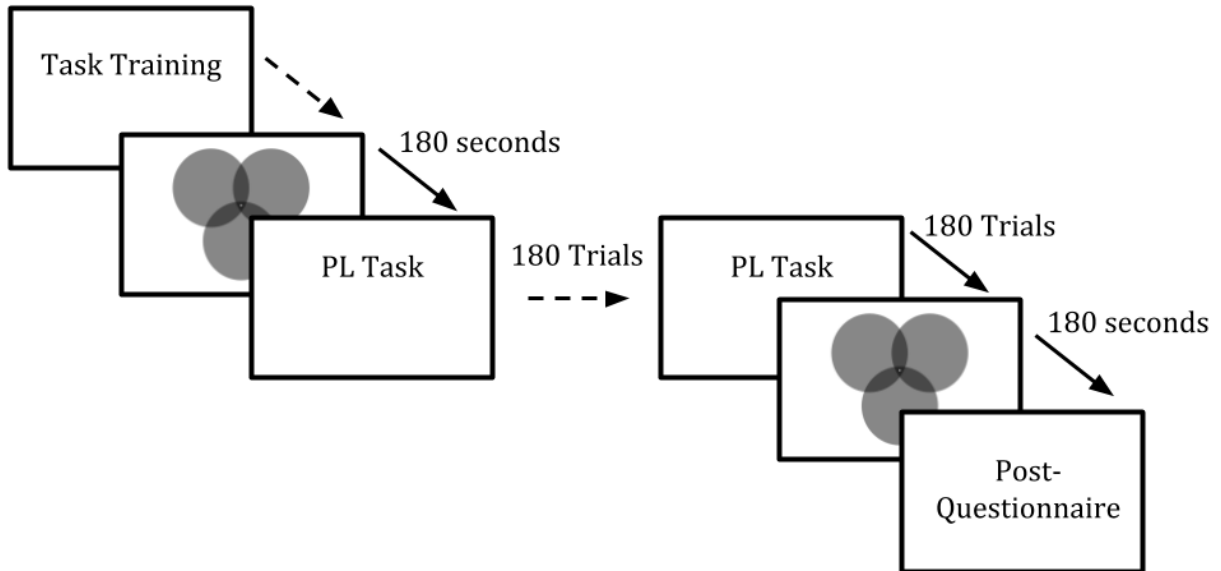 Task Training
180 seconds
PL Task
180 Trials
PL Task
180 Trials
180 seconds
Post-
Questionnaire